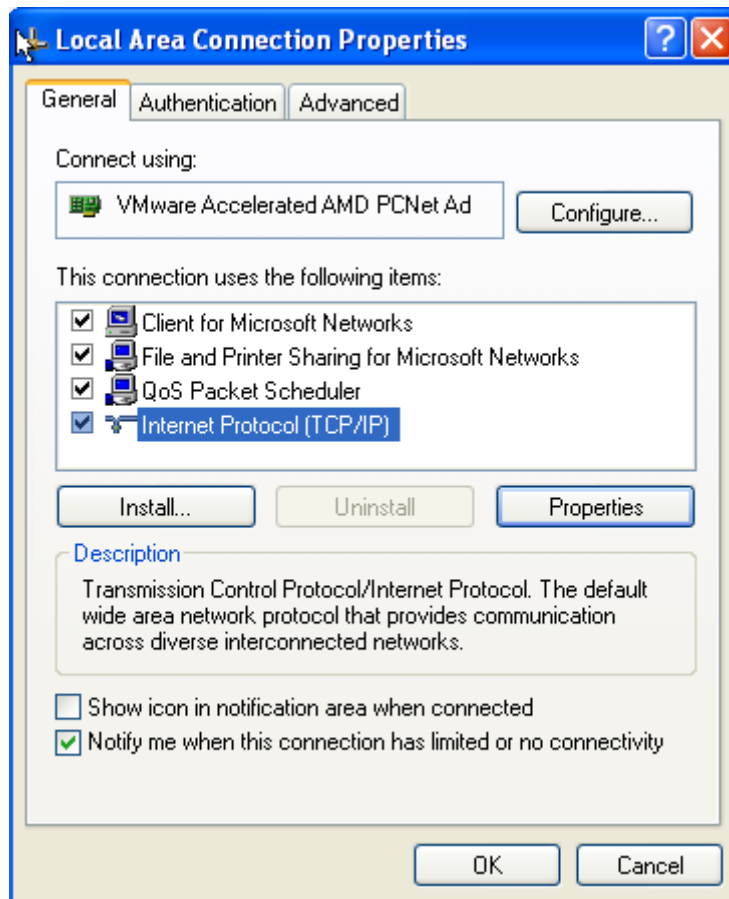 Local Area Connection Properties
General Authentication Advanced
Connect using:
VMware Accelerated AMD PCNet Ad
Configure...
This connection uses the following items:
Client for Microsoft Networks
File and Printer Sharing for Microsoft Networks
QoS Packet Scheduler
Internet Protocol (TCP/IP)
Install... Uninstall Properties
Description
Transmission Control Protocol/Internet Protocol. The default
wide area network protocol that provides communication
across diverse interconnected networks.
Show icon in notification area when connected
Notify me when this connection has limited or no connectivity
OK Cancel